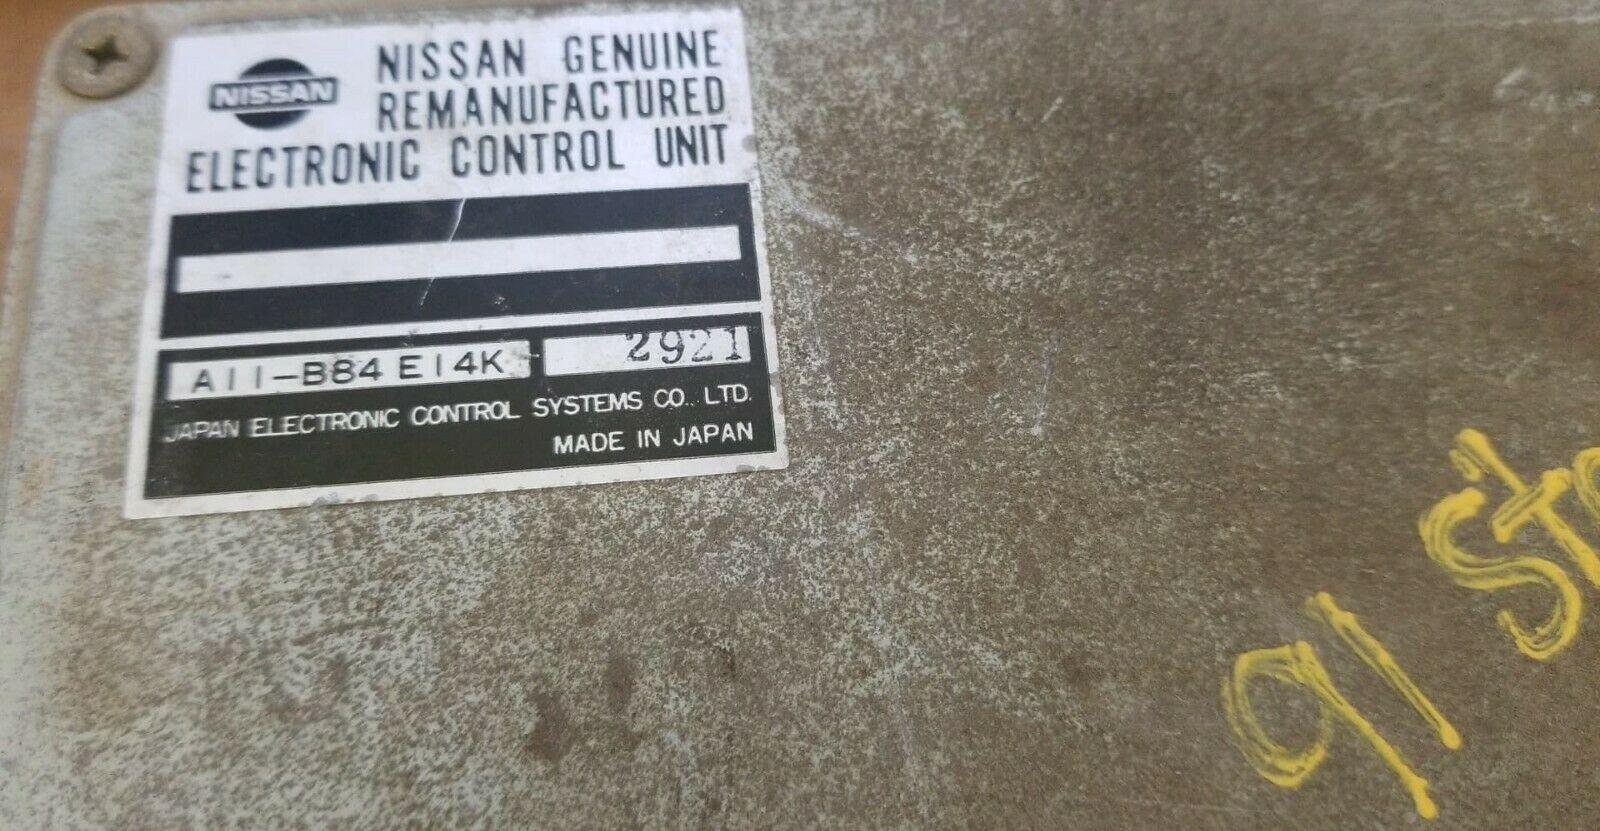 NISSAN
NISSAN GENUINE
REMANUFACTURED
ELECTRONIC CONTROL UNIT
A11-B84 E14K 2921
JAPAN ELECTRONIC CONTROL SYSTEMS CO., LTD.
MADE IN JAPAN
91